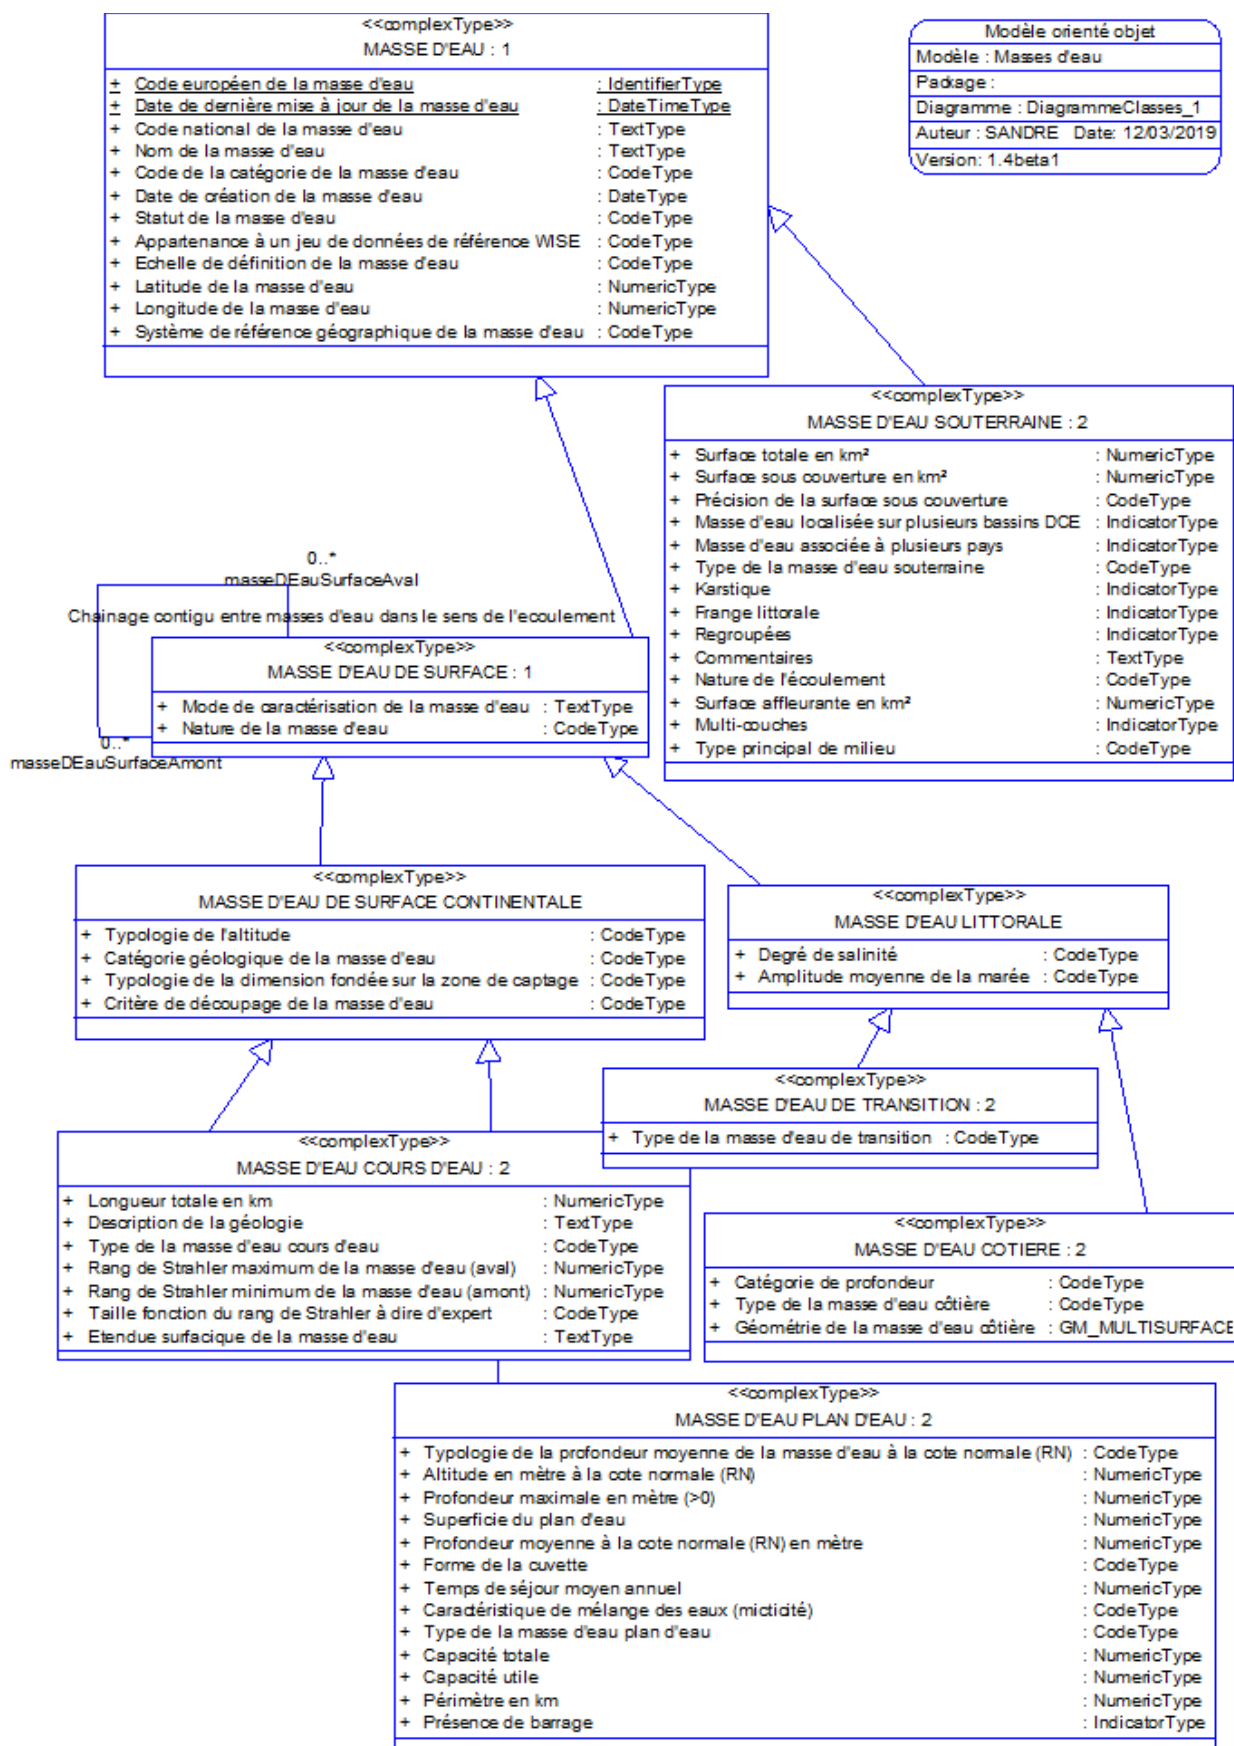 <<complexType>>
MASSE D'EAU : 1
+ Code européen de la masse d'eau : IdentifierType
+ Date de dernière mise à jour de la masse d'eau : DateTimeType
+ Code national de la masse d'eau : TextType
+ Nom de la masse d'eau : TextType
+ Code de la catégorie de la masse d'eau : CodeType
+ Date de création de la masse d'eau : DateType
+ Statut de la masse d'eau : CodeType
+ Appartenance à un jeu de données de référence WISE : CodeType
+ Echelle de définition de la masse d'eau : CodeType
+ Latitude de la masse d'eau : NumericType
+ Longitude de la masse d'eau : NumericType
+ Système de référence géographique de la masse d'eau : CodeType
Modèle orienté objet
Modèle : Masses d'eau
Package :
Diagramme : DiagrammeClasses_1
Auteur : SANDRE Date: 12/03/2019
Version: 1.4beta1
<<complexType>>
MASSE D'EAU SOUTERRAINE : 2
+ Surface totale en km² : NumericType
+ Surface sous couverture en km² : NumericType
+ Précision de la surface sous couverture : CodeType
+ Masse d'eau localisée sur plusieurs bassins DCE : IndicatorType
+ Masse d'eau associée à plusieurs pays : IndicatorType
+ Type de la masse d'eau souterraine : CodeType
+ Karstique : IndicatorType
+ Frange littorale : IndicatorType
+ Regroupées : IndicatorType
+ Commentaires : TextType
+ Nature de l'écoulement : CodeType
+ Surface affleurante en km² : NumericType
+ Multi-couches : IndicatorType
+ Type principal de milieu : CodeType
0..*
masseDEauSurfaceAval
Chainage contigu entre masses d'eau dans le sens de l'ecoulement
<<complexType>>
MASSE D'EAU DE SURFACE : 1
+ Mode de caractérisation de la masse d'eau : TextType
+ Nature de la masse d'eau : CodeType
0..*
masseDEauSurfaceAmont
<<complexType>>
MASSE D'EAU DE SURFACE CONTINENTALE
+ Typologie de l'altitude : CodeType
+ Catégorie géologique de la masse d'eau : CodeType
+ Typologie de la dimension fondée sur la zone de captage : CodeType
+ Critère de découpage de la masse d'eau : CodeType
<<complexType>>
MASSE D'EAU LITTORALE
+ Degré de salinité : CodeType
+ Amplitude moyenne de la marée : CodeType
<<complexType>>
MASSE D'EAU DE TRANSITION : 2
+ Type de la masse d'eau de transition : CodeType
<<complexType>>
MASSE D'EAU COURS D'EAU : 2
+ Longueur totale en km : NumericType
+ Description de la géologie : TextType
+ Type de la masse d'eau cours d'eau : CodeType
+ Rang de Strahler maximum de la masse d'eau (aval) : NumericType
+ Rang de Strahler minimum de la masse d'eau (amont) : NumericType
+ Taille fonction du rang de Strahler à dire d'expert : CodeType
+ Etendue surfacique de la masse d'eau : TextType
<<complexType>>
MASSE D'EAU COTIERE : 2
+ Catégorie de profondeur : CodeType
+ Type de la masse d'eau côtière : CodeType
+ Géométrie de la masse d'eau côtière : GM_MULTISURFACE
<<complexType>>
MASSE D'EAU PLAN D'EAU : 2
+ Typologie de la profondeur moyenne de la masse d'eau à la cote normale (RN) : CodeType
+ Altitude en mètre à la cote normale (RN) : NumericType
+ Profondeur maximale en mètre (>0) : NumericType
+ Superficie du plan d'eau : NumericType
+ Profondeur moyenne à la cote normale (RN) en mètre : NumericType
+ Forme de la cuvette : CodeType
+ Temps de séjour moyen annuel : NumericType
+ Caractéristique de mélange des eaux (micticité) : CodeType
+ Type de la masse d'eau plan d'eau : CodeType
+ Capacité totale : NumericType
+ Capacité utile : NumericType
+ Périmètre en km : NumericType
+ Présence de barrage : IndicatorType